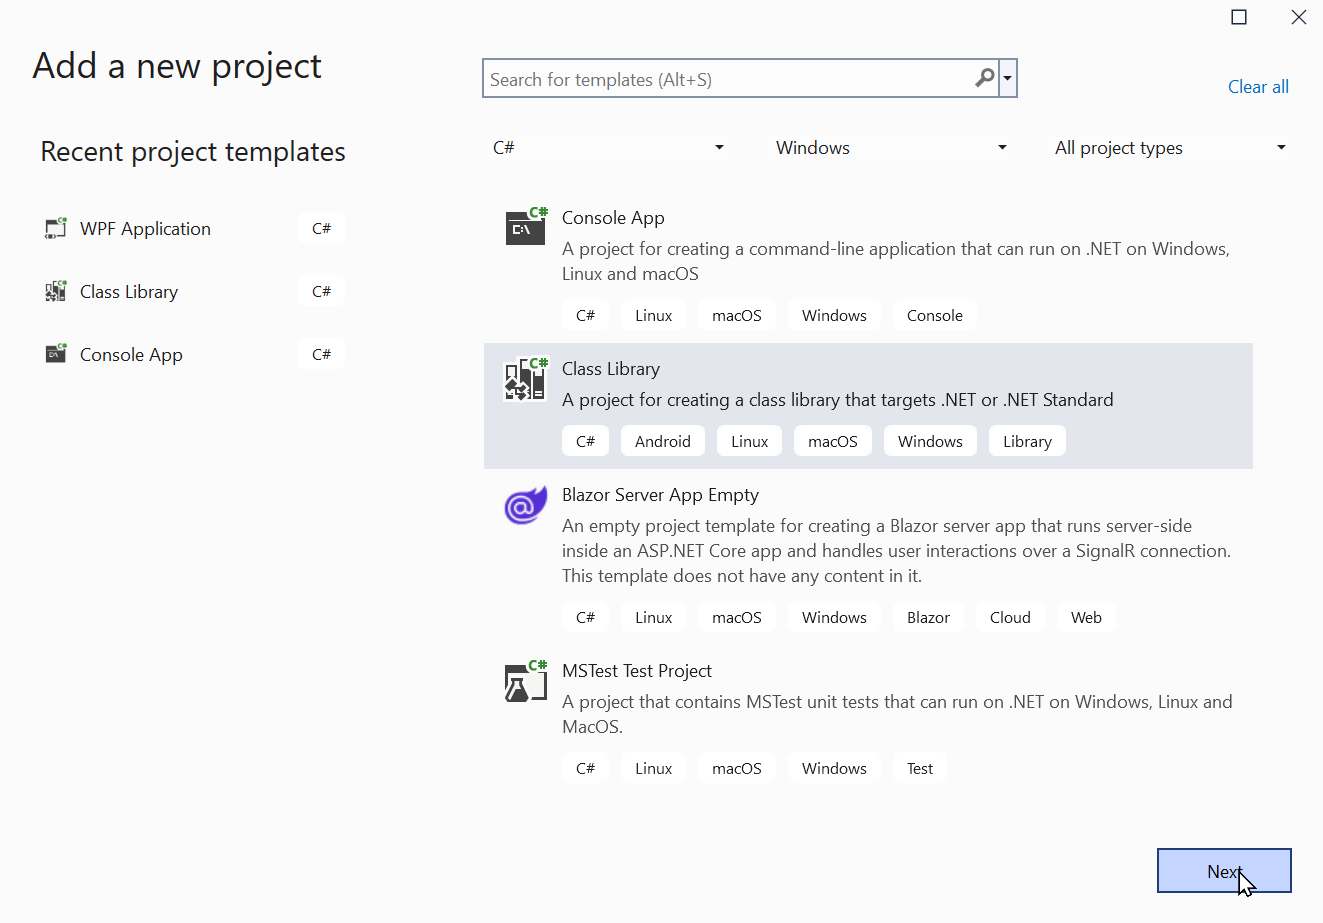 Add a new project
Search for templates (Alt+S)
Clear all
Recent project templates
C# Windows All project types
WPF Application C#
Class Library C#
Console App C#
Console App
A project for creating a command-line application that can run on .NET on Windows,
Linux and macOS
C# Linux macOS Windows Console
Class Library
A project for creating a class library that targets .NET or .NET Standard
C# Android Linux macOS Windows Library
Blazor Server App Empty
An empty project template for creating a Blazor server app that runs server-side
inside an ASP.NET Core app and handles user interactions over a SignalR connection.
This template does not have any content in it.
C# Linux macOS Windows Blazor Cloud Web
MSTest Test Project
A project that contains MSTest unit tests that can run on .NET on Windows, Linux and
MacOS.
C# Linux macOS Windows Test
Next